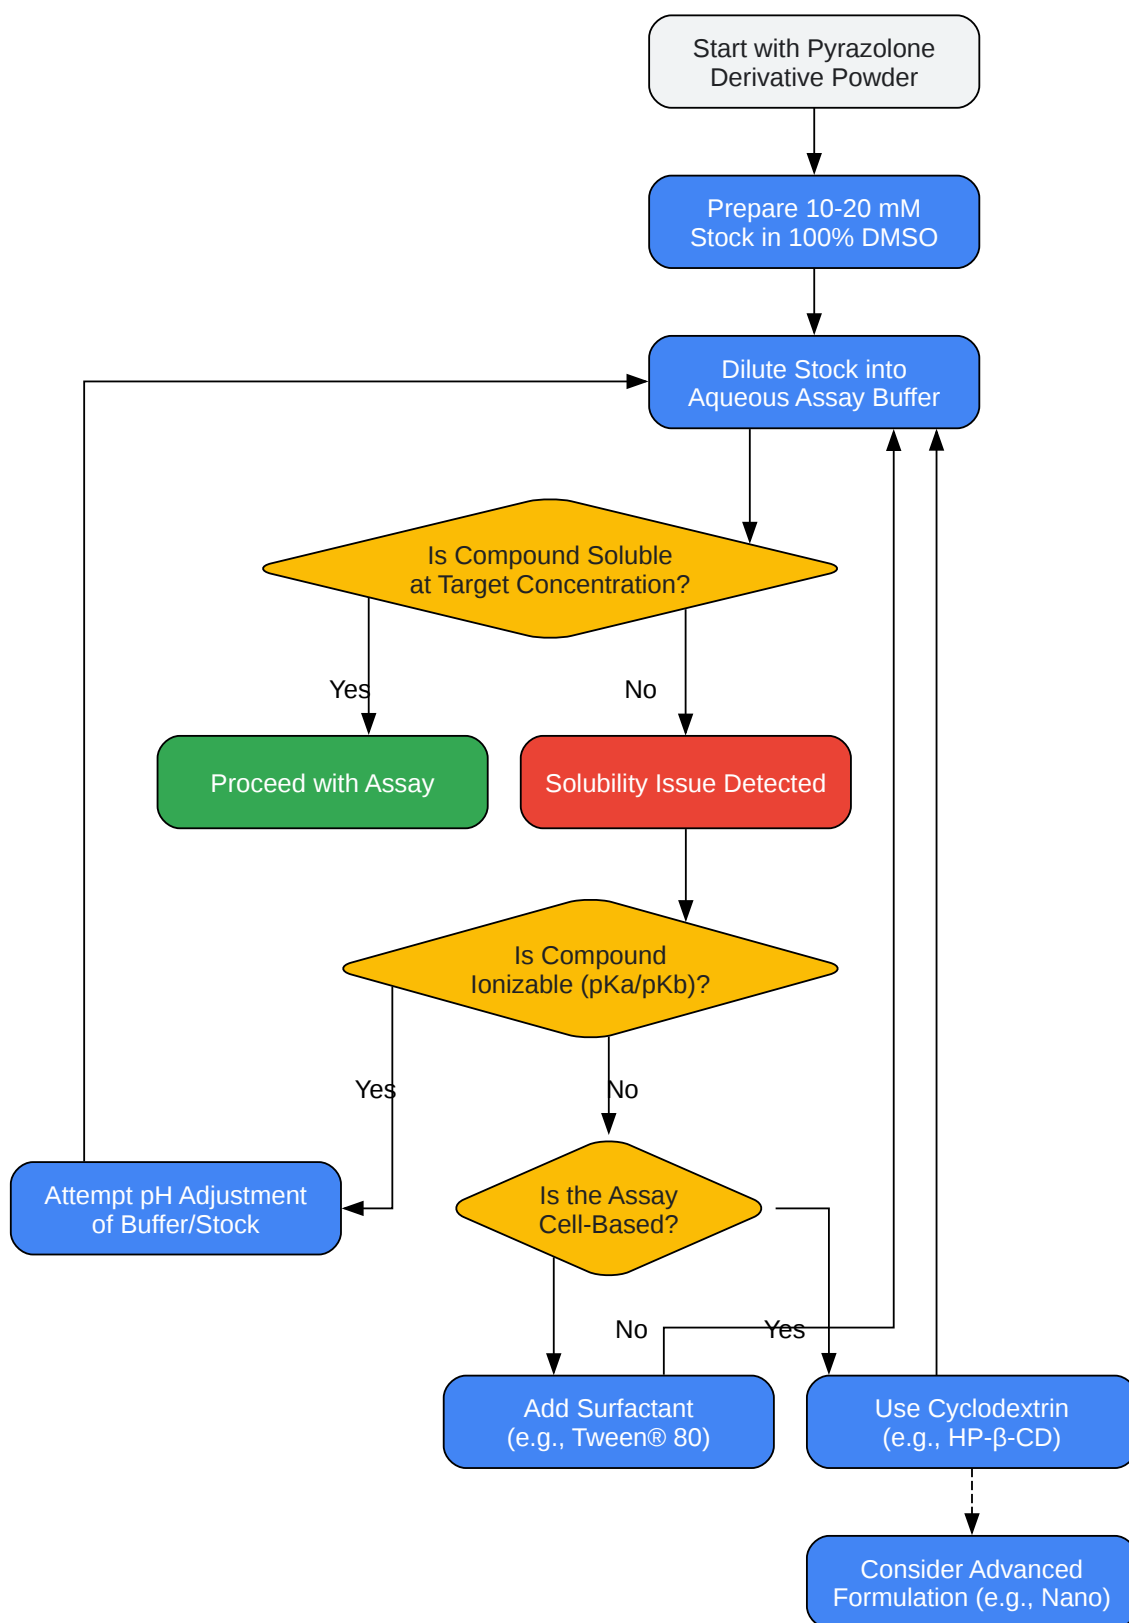 Start with Pyrazolone
Derivative Powder
Prepare 10-20 mM
Stock in 100% DMSO
Dilute Stock into
Aqueous Assay Buffer
Is Compound Soluble
at Target Concentration?
Yes
No
Proceed with Assay
Solubility Issue Detected
Is Compound
Ionizable (pKa/pKb)?
Yes
No
Attempt pH Adjustment
of Buffer/Stock
Is the Assay
Cell-Based?
No
Yes
Add Surfactant
(e.g., Tween® 80)
Use Cyclodextrin
(e.g., HP-β-CD)
Consider Advanced
Formulation (e.g., Nano)